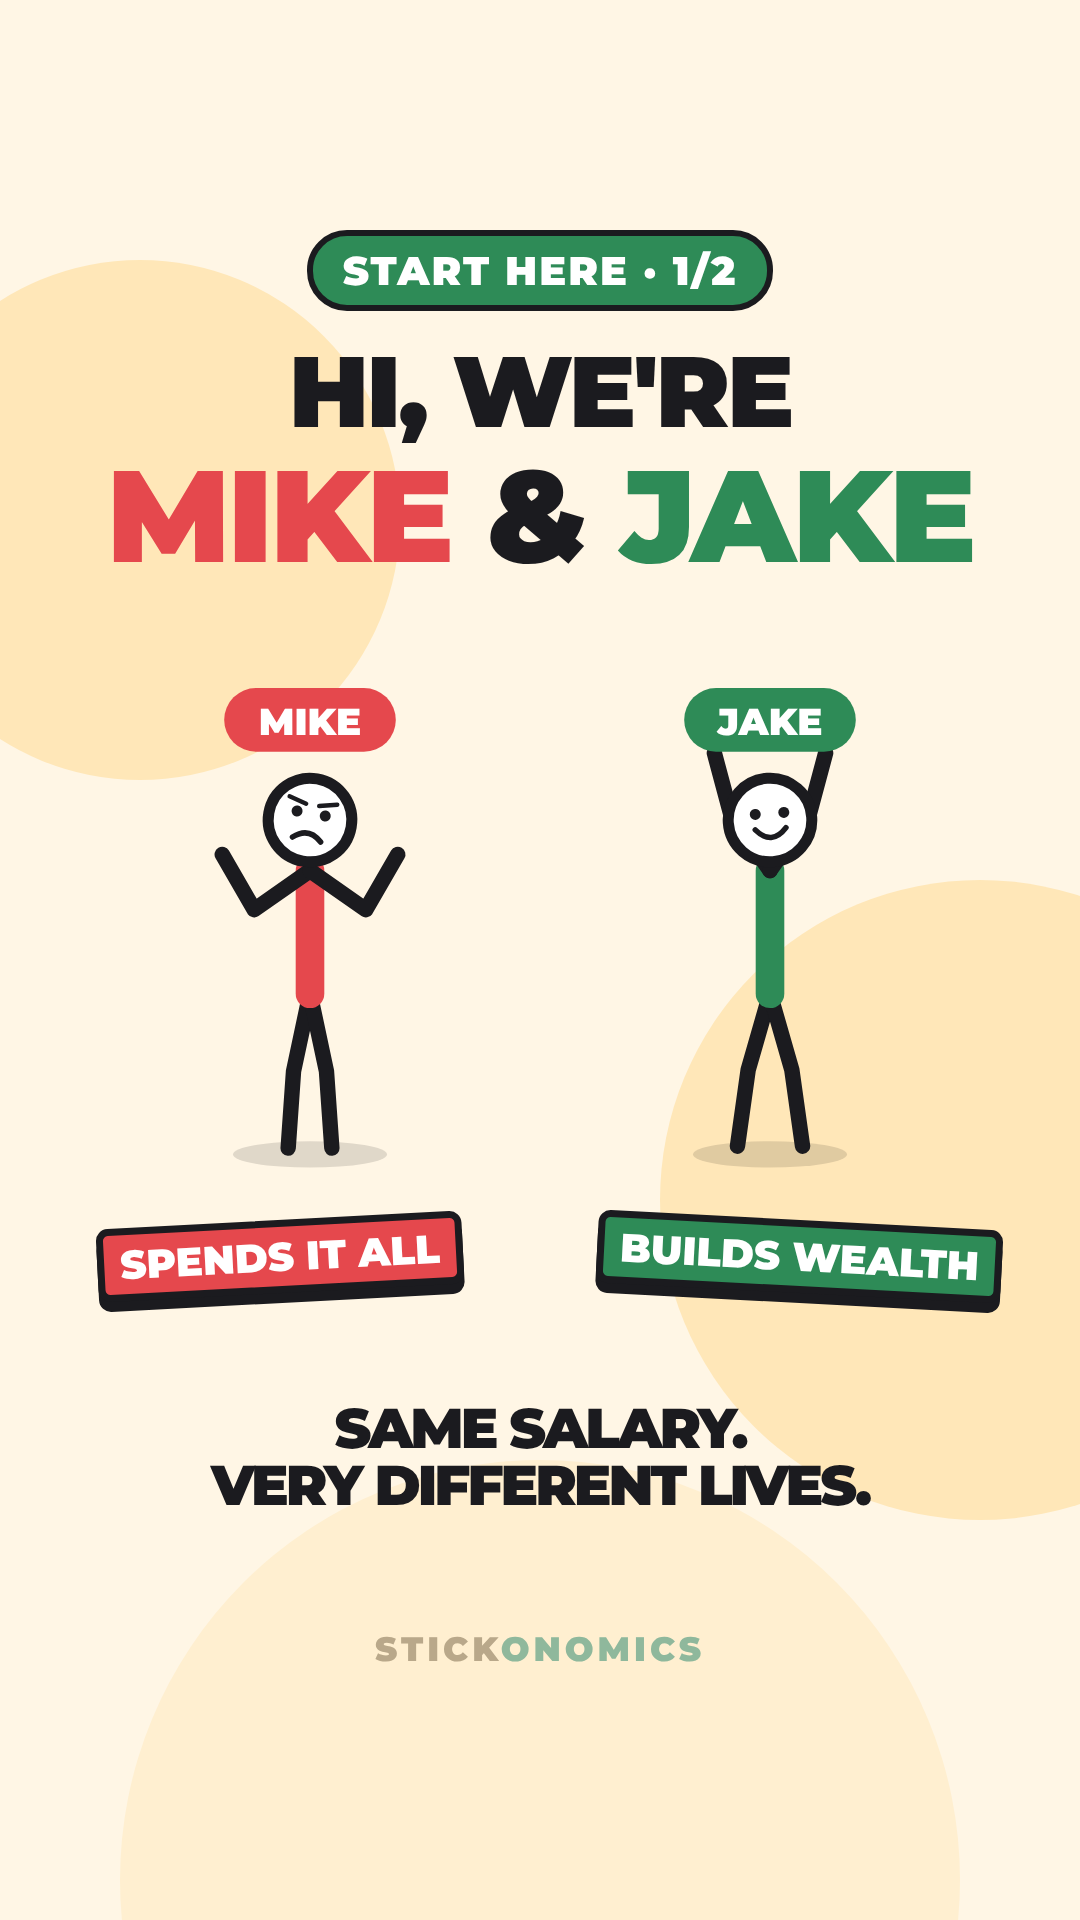 START HERE · 1/2
HI, WE'RE
MIKE & JAKE
MIKE
JAKE
SPENDS IT ALL
BUILDS WEALTH
SAME SALARY.
VERY DIFFERENT LIVES.
STICKONOMICS